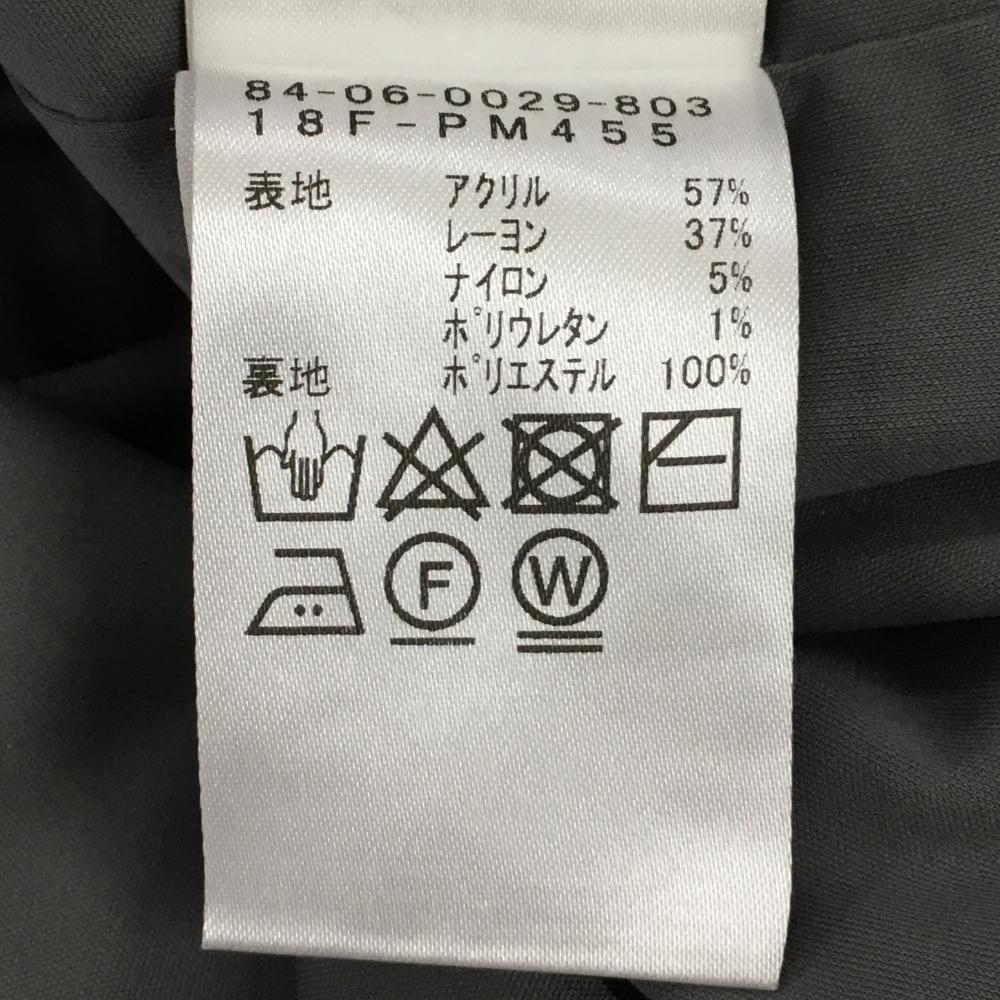 84-06-0029-803
18F-PM455
表地 アクリル 57%
レーヨン 37%
ナイロン 5%
ポリウレタン 1%
裏地 ポリエステル 100%
F W